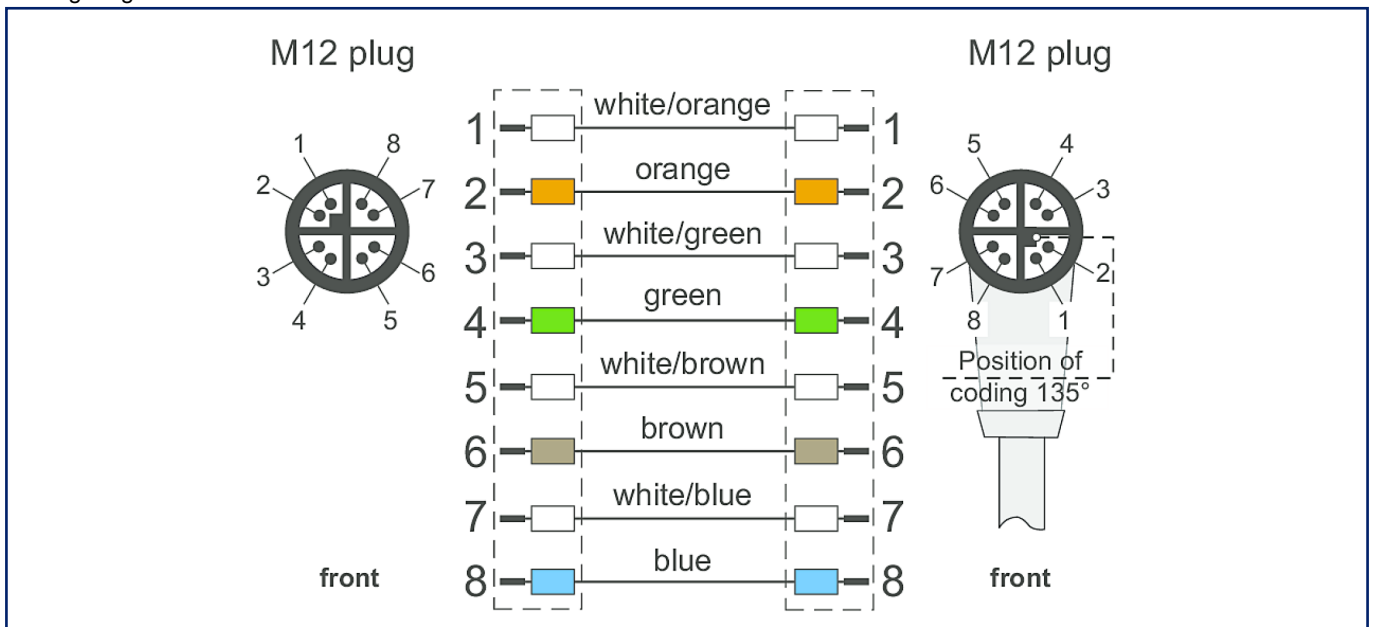 M12 plug
M12 plug
1 white/orange 1
2 orange 2
3 white/green 3
4 green 4
5 white/brown 5
6 brown 6
7 white/blue 7
8 blue 8
1 8
2 7
3 6
4 5
5 4
6 3
7 2
8 1
Position of
coding 135°
front
front